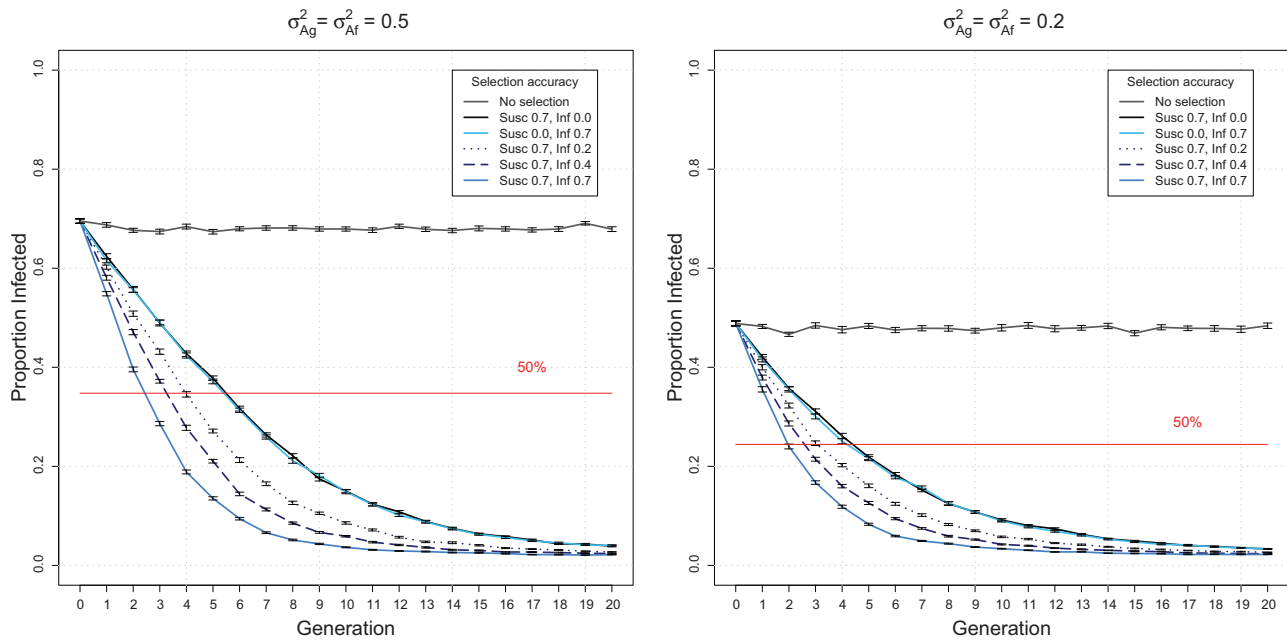 σ²Ag = σ²Af = 0.5
Proportion Infected
1.0
0.8
0.6
0.4
0.2
0.0
Selection accuracy
No selection
Susc 0.7, Inf 0.0
Susc 0.0, Inf 0.7
Susc 0.7, Inf 0.2
Susc 0.7, Inf 0.4
Susc 0.7, Inf 0.7
50%
0 1 2 3 4 5 6 7 8 9 10 11 12 13 14 15 16 17 18 19 20
Generation
σ²Ag = σ²Af = 0.2
Proportion Infected
1.0
0.8
0.6
0.4
0.2
0.0
Selection accuracy
No selection
Susc 0.7, Inf 0.0
Susc 0.0, Inf 0.7
Susc 0.7, Inf 0.2
Susc 0.7, Inf 0.4
Susc 0.7, Inf 0.7
50%
0 1 2 3 4 5 6 7 8 9 10 11 12 13 14 15 16 17 18 19 20
Generation